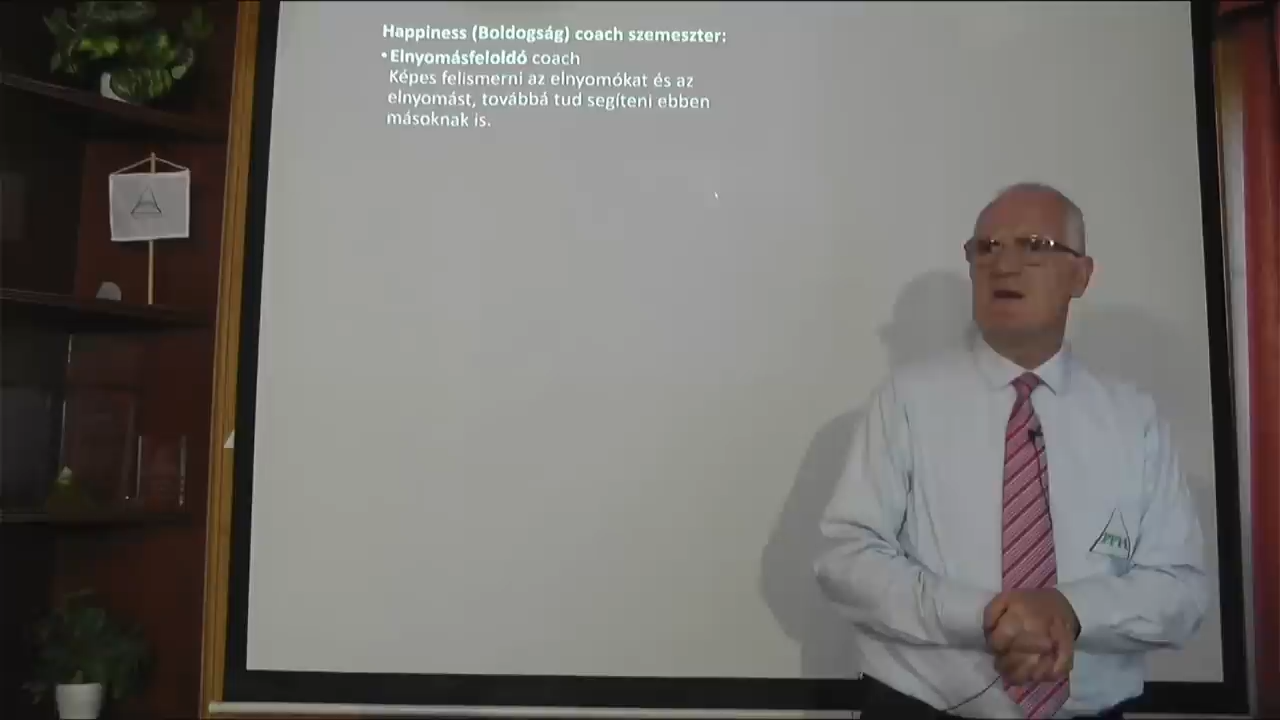 Happiness (Boldogság) coach szemeszter:
• Elnyomásfeloldó coach
Képes felismerni az elnyomókat és az
elnyomást, továbbá tud segíteni ebben
másoknak is.